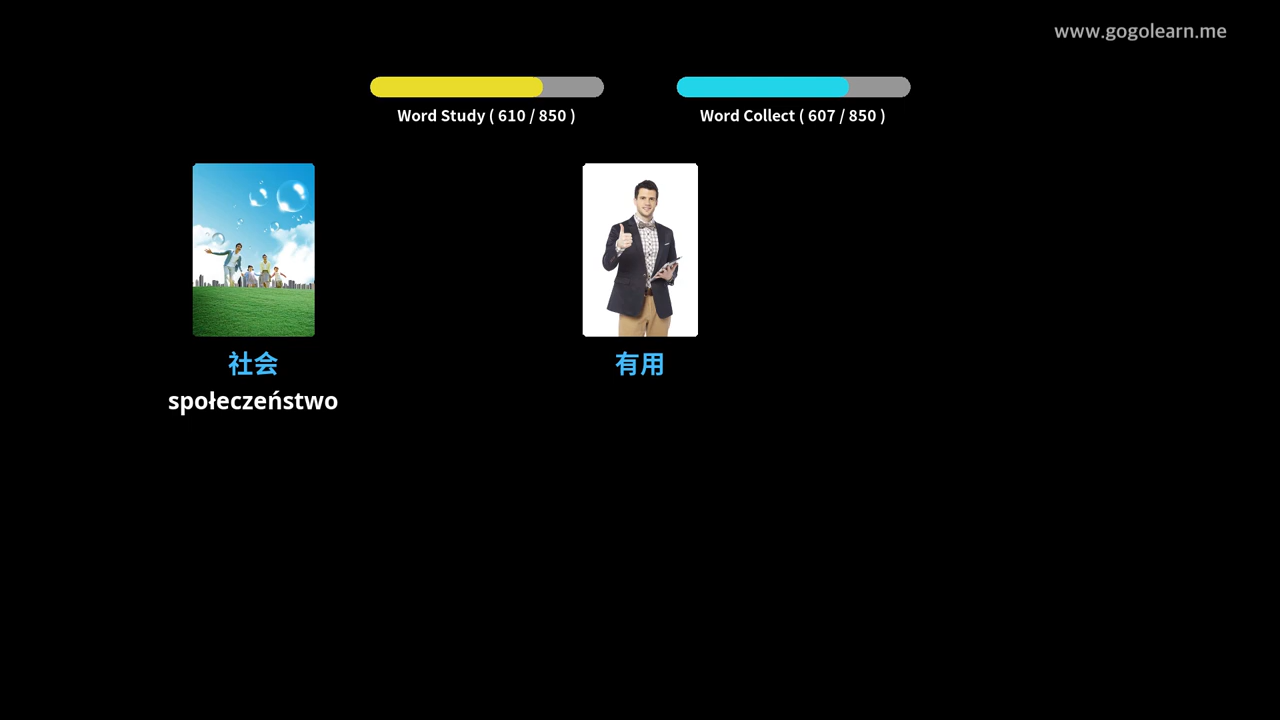 www.gogolearn.me
Word Study ( 610 / 850 )
Word Collect ( 607 / 850 )
社会
społeczeństwo
有用